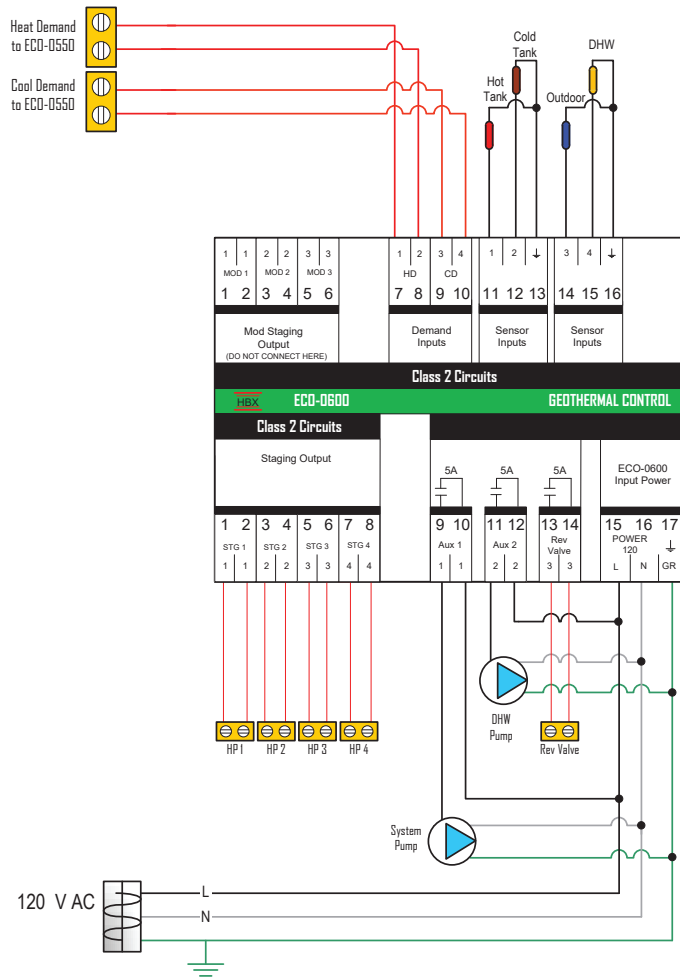 Heat Demand
to ECO-0550
Cool Demand
to ECO-0550
Cold
Tank
DHW
Hot
Tank
Outdoor
1 1 2 2 3 3
MOD 1 MOD 2 MOD 3
1 2 3 4 5 6
1 2 3 4
HD CD
7 8 9 10
1 2
11 12 13
3 4
14 15 16
Mod Staging
Output
(DO NOT CONNECT HERE)
Demand
Inputs
Sensor
Inputs
Sensor
Inputs
Class 2 Circuits
HBX ECO-0600 GEOTHERMAL CONTROL
Class 2 Circuits
Staging Output
5A 5A 5A
ECO-0600
Input Power
1 2 3 4 5 6 7 8
STG 1 STG 2 STG 3 STG 4
1 1 2 2 3 3 4 4
9 10
Aux 1
1 1
11 12
Aux 2
2 2
13 14
Rev
Valve
3 3
15 16 17
POWER
120
L N GR
HP 1 HP 2 HP 3 HP 4
DHW
Pump
Rev Valve
System
Pump
120 V AC
L
N